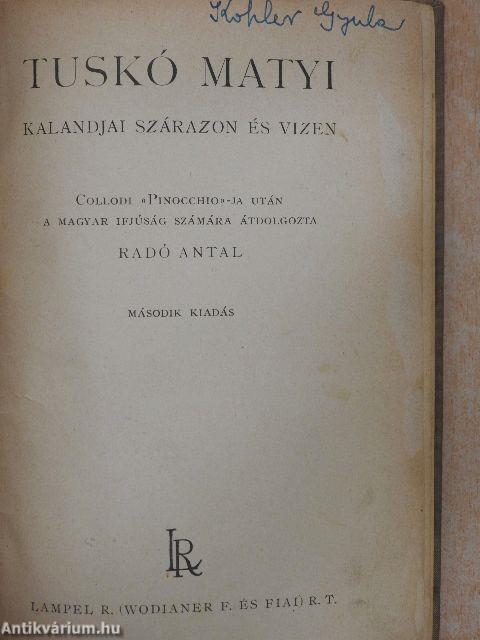 Kohler Gyula
TUSKÓ MATYI
KALANDJAI SZÁRAZON ÉS VIZEN
COLLODI «PINOCCHIO»-JA UTÁN
A MAGYAR IFJÚSÁG SZÁMÁRA ÁTDOLGOZTA
RADÓ ANTAL
MÁSODIK KIADÁS
LR
LAMPEL R. (WODIANER F. ÉS FIAI) R. T.
Antikvárium.hu